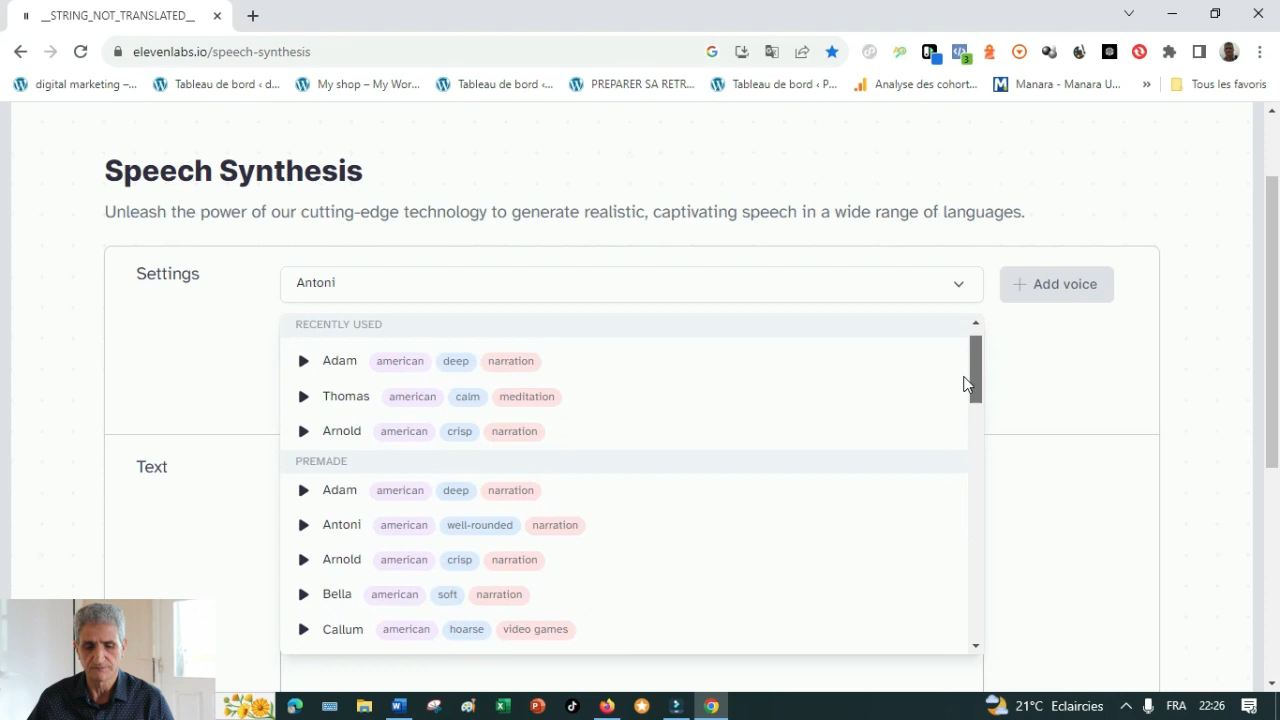 __STRING_NOT_TRANSLATED__
elevenlabs.io/speech-synthesis
3
digital marketing –...
Tableau de bord ‹ d...
My shop – My Wor...
Tableau de bord ‹...
PREPARER SA RETR...
Tableau de bord ‹ P...
Analyse des cohort...
Manara - Manara U...
»
Tous les favoris
Speech Synthesis
Unleash the power of our cutting-edge technology to generate realistic, captivating speech in a wide range of languages.
Settings
Antoni
+ Add voice
RECENTLY USED
Adam american deep narration
Thomas american calm meditation
Arnold american crisp narration
PREMADE
Text
Adam american deep narration
Antoni american well-rounded narration
Arnold american crisp narration
Bella american soft narration
Callum american hoarse video games
21°C Eclaircies
FRA
22:26